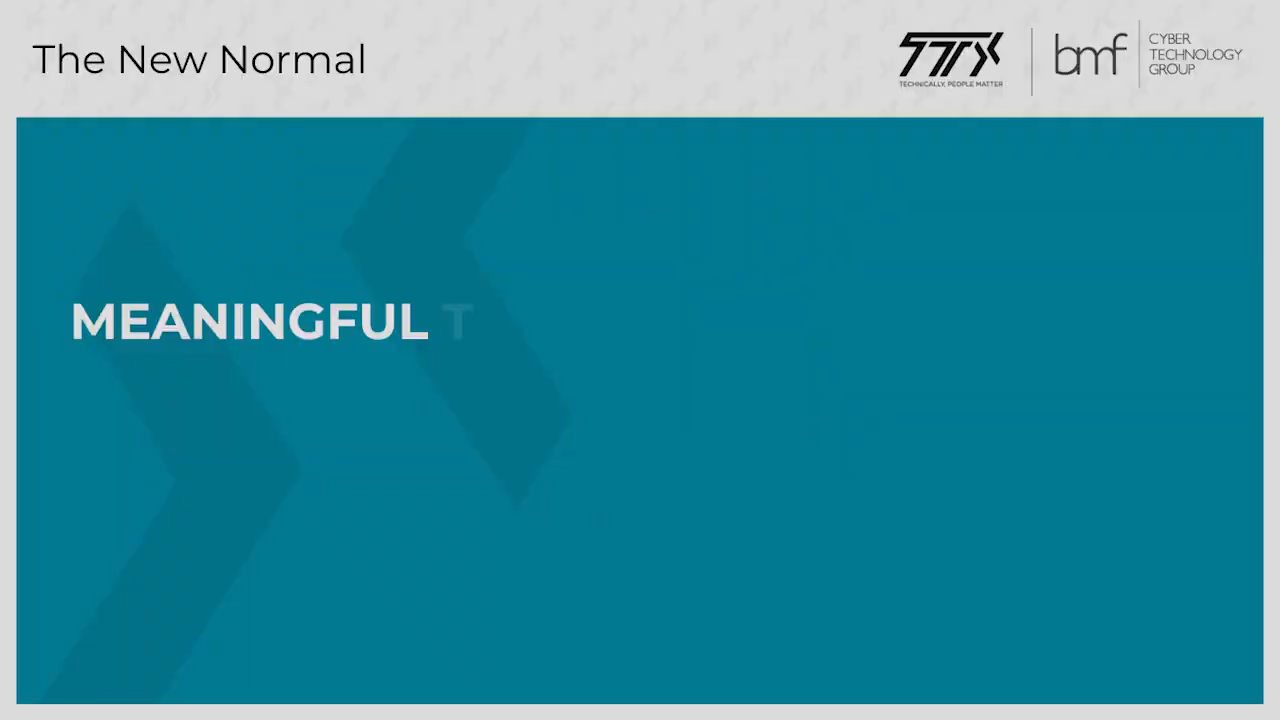 The New Normal
TECHNICALLY, PEOPLE MATTER
bmf
CYBER
TECHNOLOGY
GROUP
MEANINGFUL T